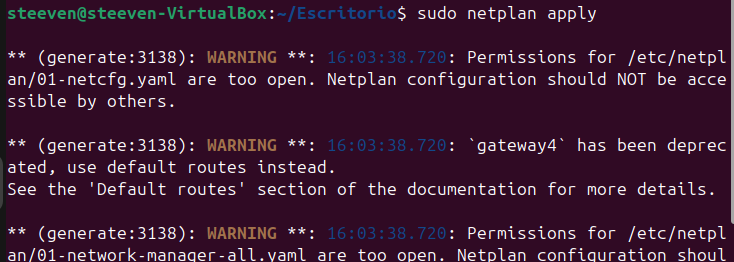 steeven@steeven-VirtualBox:~/Escritorio$ sudo netplan apply
** (generate:3138): WARNING **: 16:03:38.720: Permissions for /etc/netpl
an/01-netcfg.yaml are too open. Netplan configuration should NOT be acce
ssible by others.
** (generate:3138): WARNING **: 16:03:38.720: `gateway4` has been deprec
ated, use default routes instead.
See the 'Default routes' section of the documentation for more details.
** (generate:3138): WARNING **: 16:03:38.720: Permissions for /etc/netpl
an/01-network-manager-all.yaml are too open. Netplan configuration shoul